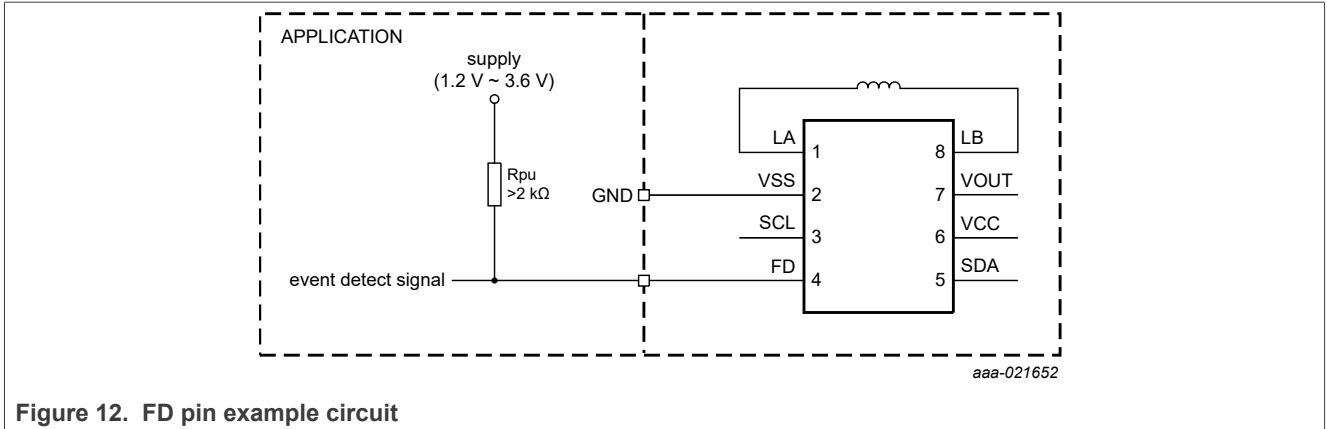 APPLICATION
supply
(1.2 V ~ 3.6 V)
Rpu
>2 kΩ
GND
event detect signal
LA
1
VSS
2
SCL
3
FD
4
LB
8
VOUT
7
VCC
6
SDA
5
aaa-021652
Figure 12. FD pin example circuit